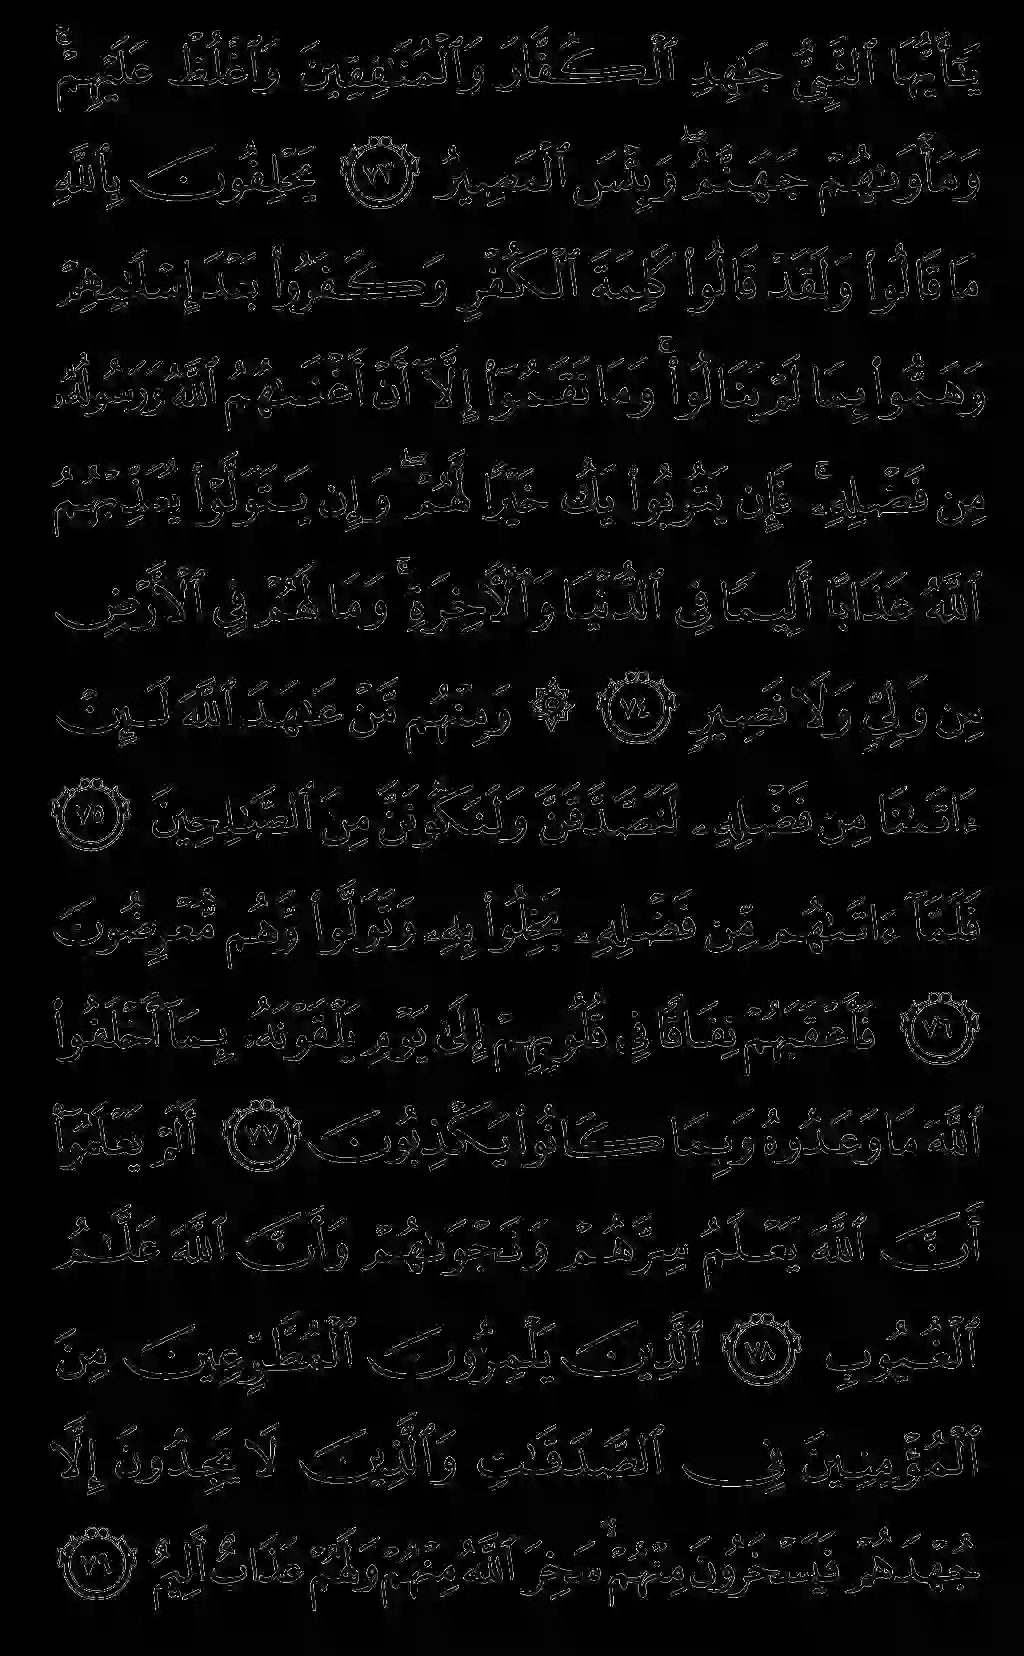 يَـٰٓأَيُّهَا ٱلنَّبِىُّ جَـٰهِدِ ٱلْكُفَّارَ وَٱلْمُنَـٰفِقِينَ وَٱغْلُظْ عَلَيْهِمْ ۚ
وَمَأْوَىٰهُمْ جَهَنَّمُ ۖ وَبِئْسَ ٱلْمَصِيرُ ٧٣ يَحْلِفُونَ بِٱللَّهِ
مَا قَالُوا۟ وَلَقَدْ قَالُوا۟ كَلِمَةَ ٱلْكُفْرِ وَكَفَرُوا۟ بَعْدَ إِسْلَـٰمِهِمْ
وَهَمُّوا۟ بِمَا لَمْ يَنَالُوا۟ ۚ وَمَا نَقَمُوٓا۟ إِلَّآ أَنْ أَغْنَىٰهُمُ ٱللَّهُ وَرَسُولُهُۥ
مِن فَضْلِهِۦ ۚ فَإِن يَتُوبُوا۟ يَكُ خَيْرًا لَّهُمْ ۖ وَإِن يَتَوَلَّوْا۟ يُعَذِّبْهُمُ
ٱللَّهُ عَذَابًا أَلِيمًا فِى ٱلدُّنْيَا وَٱلْـَٔاخِرَةِ ۚ وَمَا لَهُمْ فِى ٱلْأَرْضِ
مِن وَلِىٍّ وَلَا نَصِيرٍ ٧٤ ۞ وَمِنْهُم مَّنْ عَـٰهَدَ ٱللَّهَ لَئِنْ
ءَاتَىٰنَا مِن فَضْلِهِۦ لَنَصَّدَّقَنَّ وَلَنَكُونَنَّ مِنَ ٱلصَّـٰلِحِينَ ٧٥
فَلَمَّآ ءَاتَىٰهُم مِّن فَضْلِهِۦ بَخِلُوا۟ بِهِۦ وَتَوَلَّوا۟ وَّهُم مُّعْرِضُونَ
٧٦ فَأَعْقَبَهُمْ نِفَاقًا فِى قُلُوبِهِمْ إِلَىٰ يَوْمِ يَلْقَوْنَهُۥ بِمَآ أَخْلَفُوا۟
ٱللَّهَ مَا وَعَدُوهُ وَبِمَا كَانُوا۟ يَكْذِبُونَ ٧٧ أَلَمْ يَعْلَمُوٓا۟
أَنَّ ٱللَّهَ يَعْلَمُ سِرَّهُمْ وَنَجْوَىٰهُمْ وَأَنَّ ٱللَّهَ عَلَّـٰمُ
ٱلْغُيُوبِ ٧٨ ٱلَّذِينَ يَلْمِزُونَ ٱلْمُطَّوِّعِينَ مِنَ
ٱلْمُؤْمِنِينَ فِى ٱلصَّدَقَـٰتِ وَٱلَّذِينَ لَا يَجِدُونَ إِلَّا
جُهْدَهُمْ فَيَسْخَرُونَ مِنْهُمْ ۙ سَخِرَ ٱللَّهُ مِنْهُمْ وَلَهُمْ عَذَابٌ أَلِيمٌ ٧٩